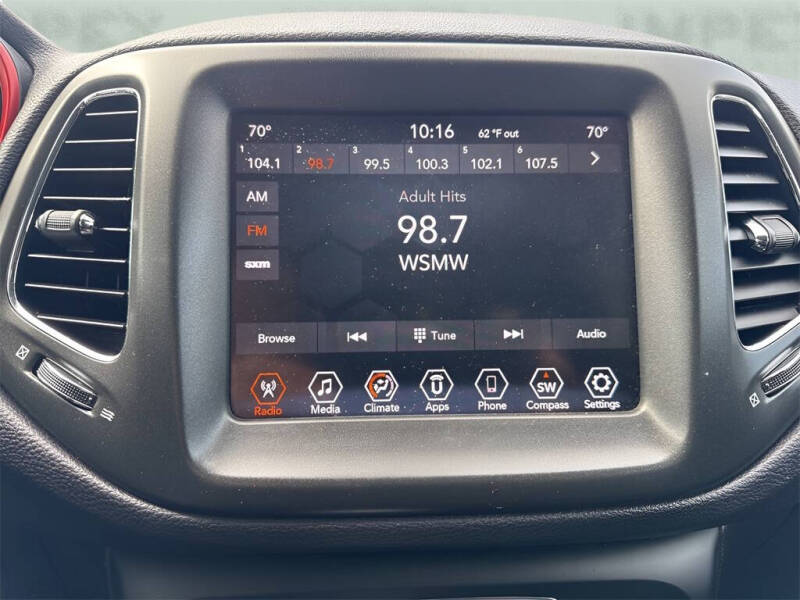 IMPEX
70° 10:16 62 °F out 70°
1 104.1 2 98.7 3 99.5 4 100.3 5 102.1 6 107.5 >
AM
FM
sxm
Adult Hits
98.7
WSMW
Browse Tune Audio
Radio Media Climate Apps Phone SW Compass Settings